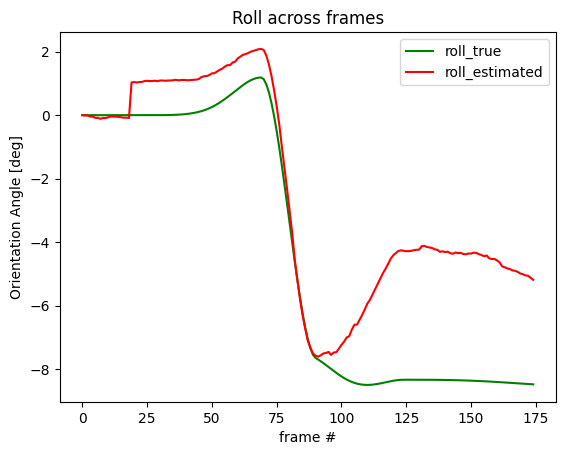 Roll across frames
roll_true
roll_estimated
Orientation Angle [deg]
2
0
−2
−4
−6
−8
0 25 50 75 100 125 150 175
frame #